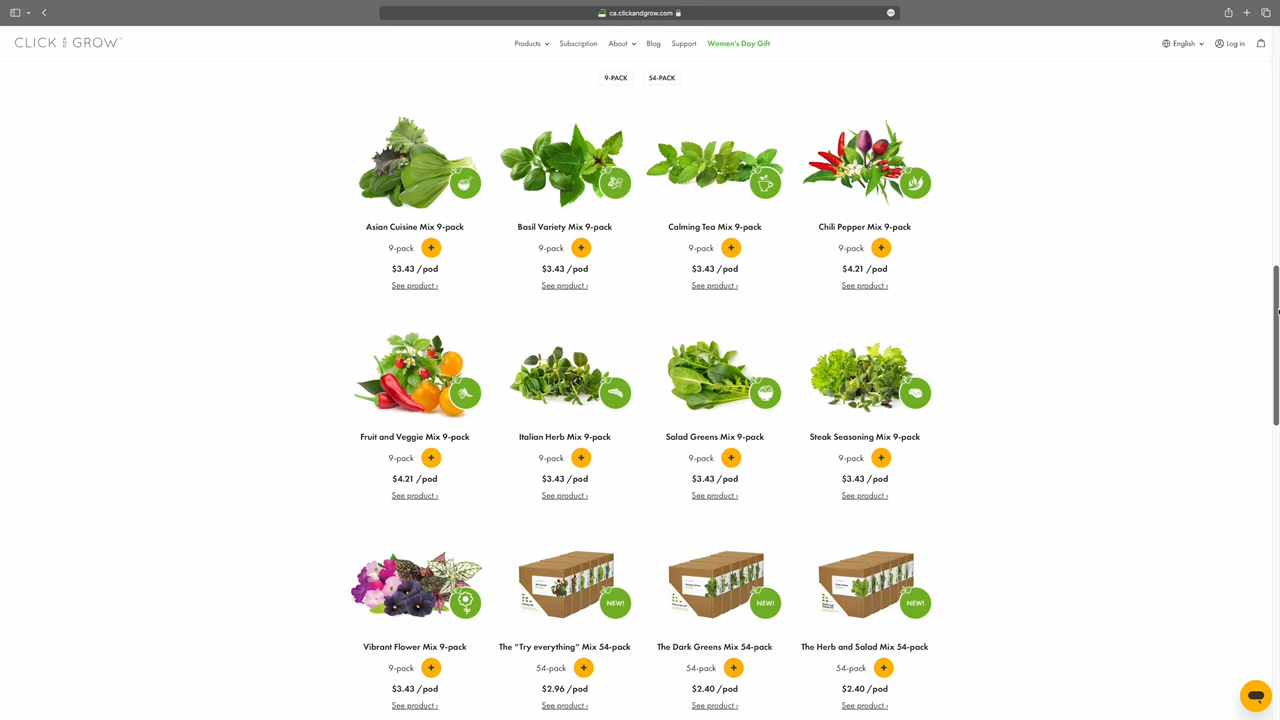 ca.clickandgrow.com
CLICK & GROW™
Products Subscription About Blog Support Women's Day Gift
English Log in
9-PACK 54-PACK
Asian Cuisine Mix 9-pack Basil Variety Mix 9-pack Calming Tea Mix 9-pack Chili Pepper Mix 9-pack
9-pack + 9-pack + 9-pack + 9-pack +
$3.43 /pod $3.43 /pod $3.43 /pod $4.21 /pod
See product › See product › See product › See product ›
Fruit and Veggie Mix 9-pack Italian Herb Mix 9-pack Salad Greens Mix 9-pack Steak Seasoning Mix 9-pack
9-pack + 9-pack + 9-pack + 9-pack +
$4.21 /pod $3.43 /pod $3.43 /pod $3.43 /pod
See product › See product › See product › See product ›
NEW! NEW! NEW!
Vibrant Flower Mix 9-pack The "Try everything" Mix 54-pack The Dark Greens Mix 54-pack The Herb and Salad Mix 54-pack
9-pack + 54-pack + 54-pack + 54-pack +
$3.43 /pod $2.96 /pod $2.40 /pod $2.40 /pod
See product › See product › See product › See product ›